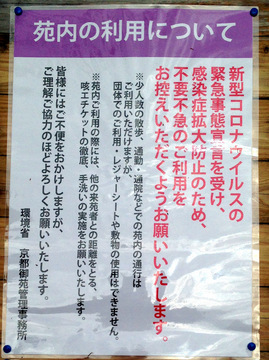 苑内の利用について
新型コロナウイルスの
緊急事態宣言を受け
感染症拡大防止のため、
不要不急のご利用を
お控えいただくようお願いいたします。
※少人数の散歩、通勤・通院などでの苑内の通行は
ご利用いただけますが、
団体でのご利用・レジャーシートや敷物の使用はできません。
※苑内ご利用の際には、他の来苑者との距離をとる、
咳エチケットの徹底、手洗いの実施をお願いいたします。
皆様にはご不便をおかけしますが、
ご理解ご協力のほどよろしくお願いいたします。
環境省 京都御苑管理事務所